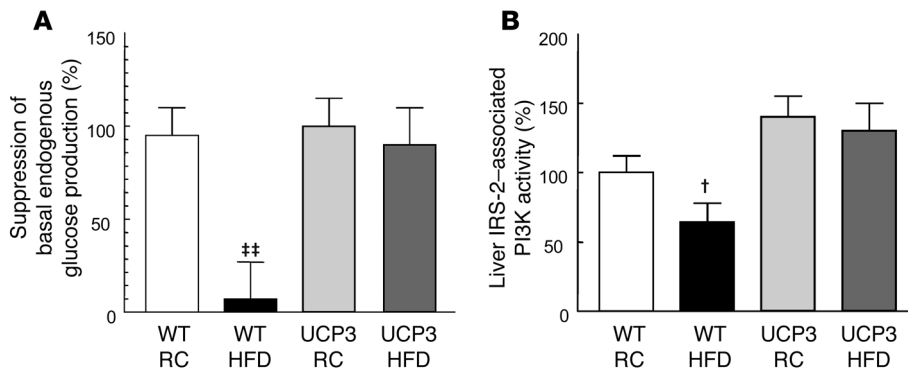 A
Suppression of
basal endogenous
glucose production (%)
150
100
50
0
‡‡
WT
RC
WT
HFD
UCP3
RC
UCP3
HFD
B
Liver IRS-2–associated
PI3K activity (%)
200
150
100
50
0
†
WT
RC
WT
HFD
UCP3
RC
UCP3
HFD